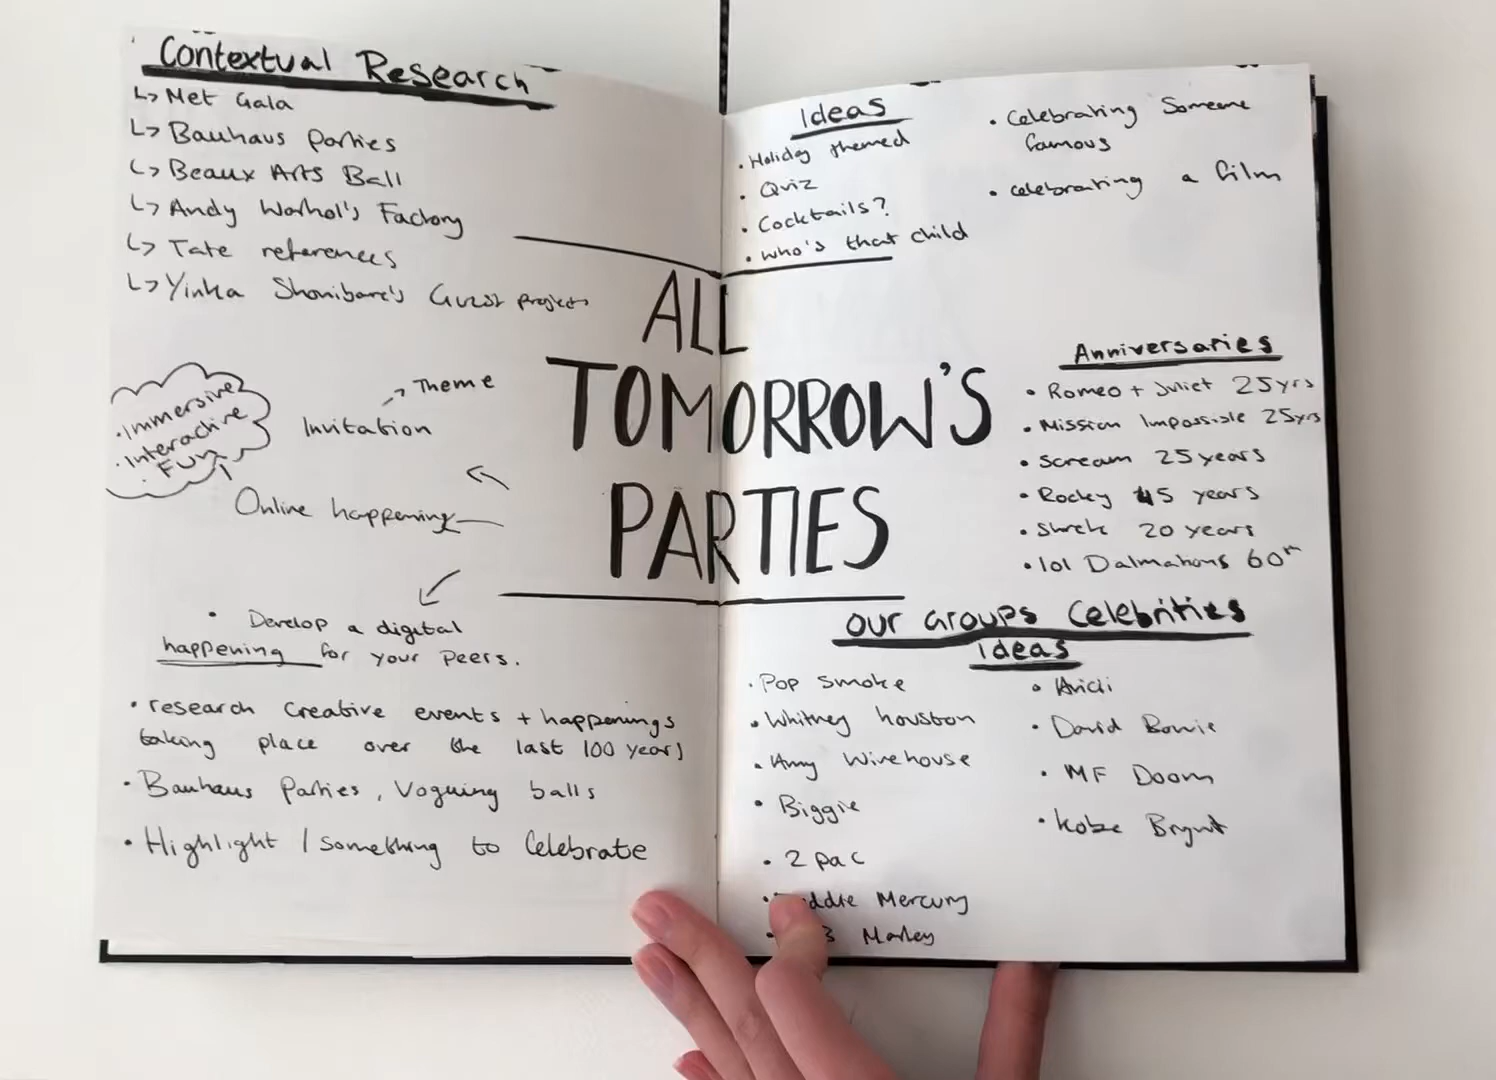 Contextual Research
↳ Met Gala
↳ Bauhaus Parties
↳ Beaux Arts Ball
↳ Andy Warhol's Factory
↳ Tate references
↳ Yinka Shonibare's Guest projects
• Immersive
• Interactive
• Fun
Theme
Invitation
Online happening
• Develop a digital
happening for your peers.
• research creative events + happenings
taking place over the last 100 years
• Bauhaus Parties, Voguing balls
• Highlight / something to Celebrate
ALL
TOMORROW'S
PARTIES
Ideas
• Holiday themed
• Quiz
• Cocktails?
• Who's that child
• Celebrating Someone
famous
• celebrating a film
Anniversaries
• Romeo + Juliet 25yrs
• Mission Impossible 25yrs
• Scream 25 years
• Rocky 45 years
• Shrek 20 years
• 101 Dalmations 60th
Our Groups Celebrities
Ideas
• Pop smoke
• Whitney houston
• Amy Winehouse
• Biggie
• 2 pac
Mercury
Marley
• Avicii
• David Bowie
• MF Doom
• Kobe Bryant